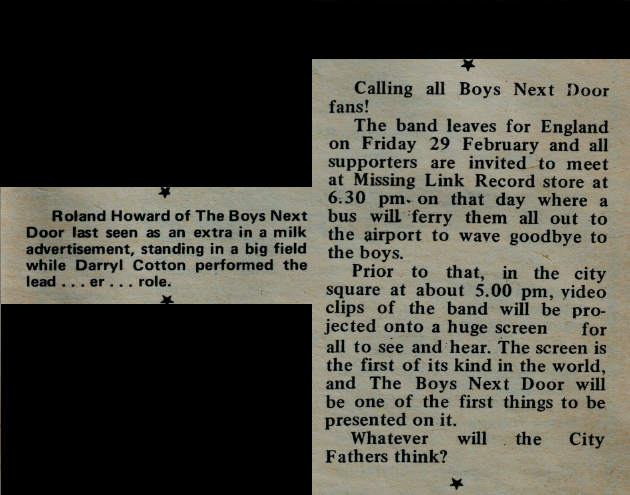 Roland Howard of The Boys Next
Door last seen as an extra in a milk
advertisement, standing in a big field
while Darryl Cotton performed the
lead . . . er . . . role.
Calling all Boys Next Door
fans!
The band leaves for England
on Friday 29 February and all
supporters are invited to meet
at Missing Link Record store at
6.30 pm. on that day where a
bus will ferry them all out to
the airport to wave goodbye to
the boys.
Prior to that, in the city
square at about 5.00 pm, video
clips of the band will be pro-
jected onto a huge screen for
all to see and hear. The screen is
the first of its kind in the world,
and The Boys Next Door will
be one of the first things to be
presented on it.
Whatever will the City
Fathers think?